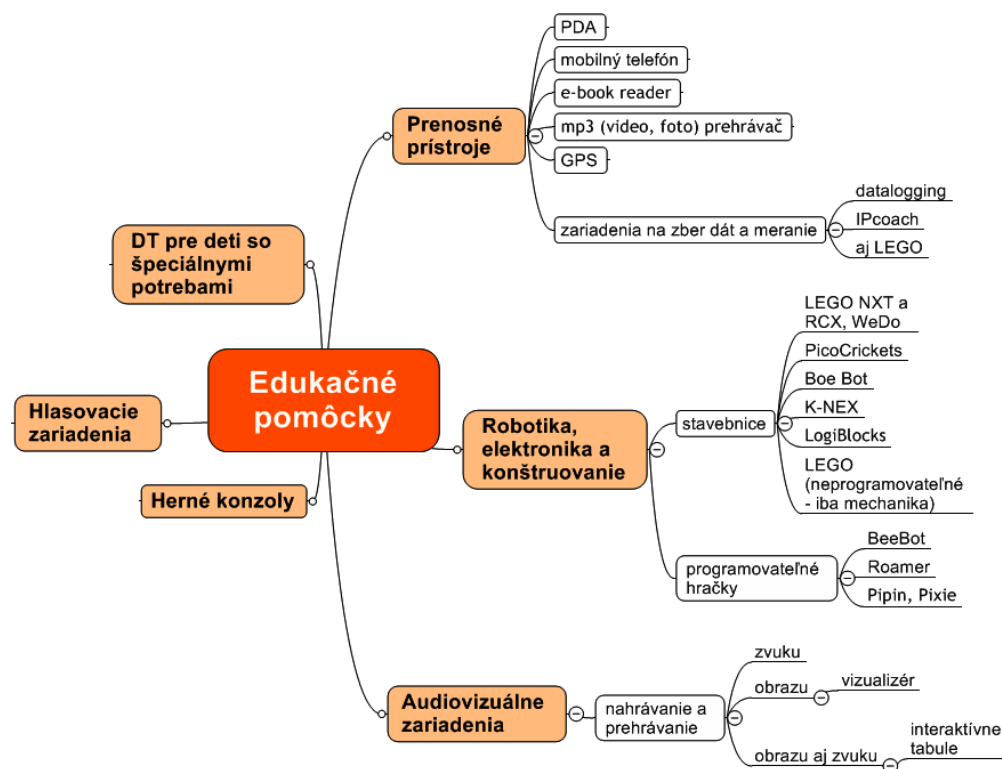 Edukačné
pomôcky
Prenosné
prístroje
PDA
mobilný telefón
e-book reader
mp3 (video, foto) prehrávač
GPS
zariadenia na zber dát a meranie
datalogging
IPcoach
aj LEGO
DT pre deti so
špeciálnymi
potrebami
Hlasovacie
zariadenia
Herné konzoly
Robotika,
elektronika a
konštruovanie
stavebnice
LEGO NXT a
RCX, WeDo
PicoCrickets
Boe Bot
K-NEX
LogiBlocks
LEGO
(neprogramovateľné
- iba mechanika)
programovateľné
hračky
BeeBot
Roamer
Pipin, Pixie
Audiovizuálne
zariadenia
nahrávanie a
prehrávanie
zvuku
obrazu
vizualizér
obrazu aj zvuku
interaktívne
tabule